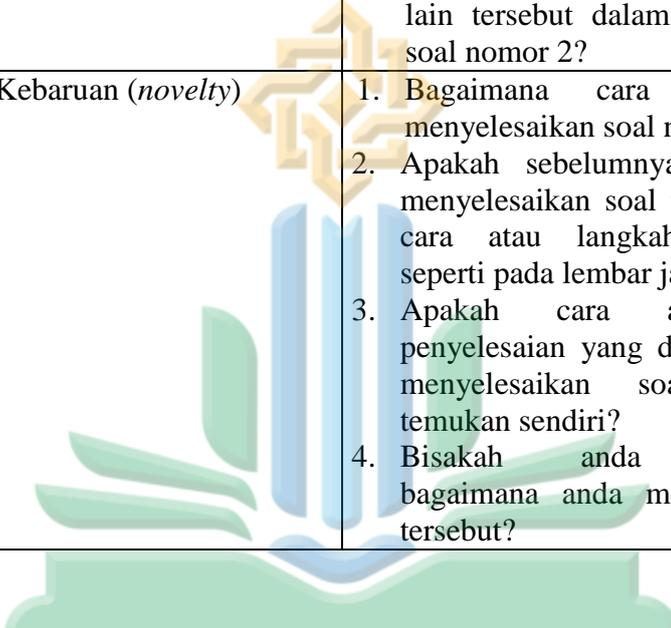 lain tersebut dalam
soal nomor 2?
Kebaruan (novelty)
1. Bagaimana cara
menyelesaikan soal
2. Apakah sebelumnya
menyelesaikan soal
cara atau langkah
seperti pada lembar
3. Apakah cara
penyelesaian yang
menyelesaikan
temukan sendiri?
4. Bisakah anda
bagaimana anda
tersebut?